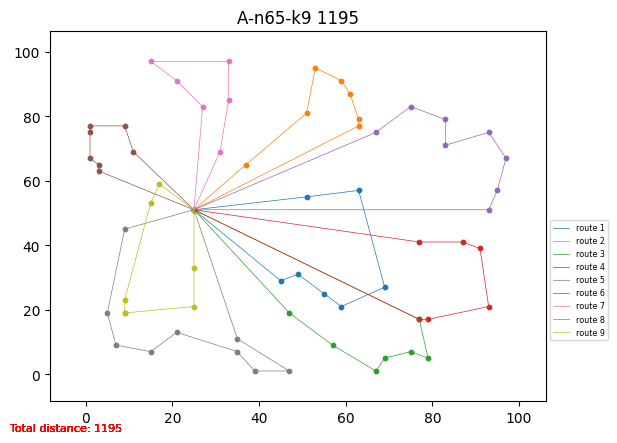 A-n65-k9 1195
100
80
60
40
20
0
0 20 40 60 80 100
route 1
route 2
route 3
route 4
route 5
route 6
route 7
route 8
route 9
Total distance: 1195